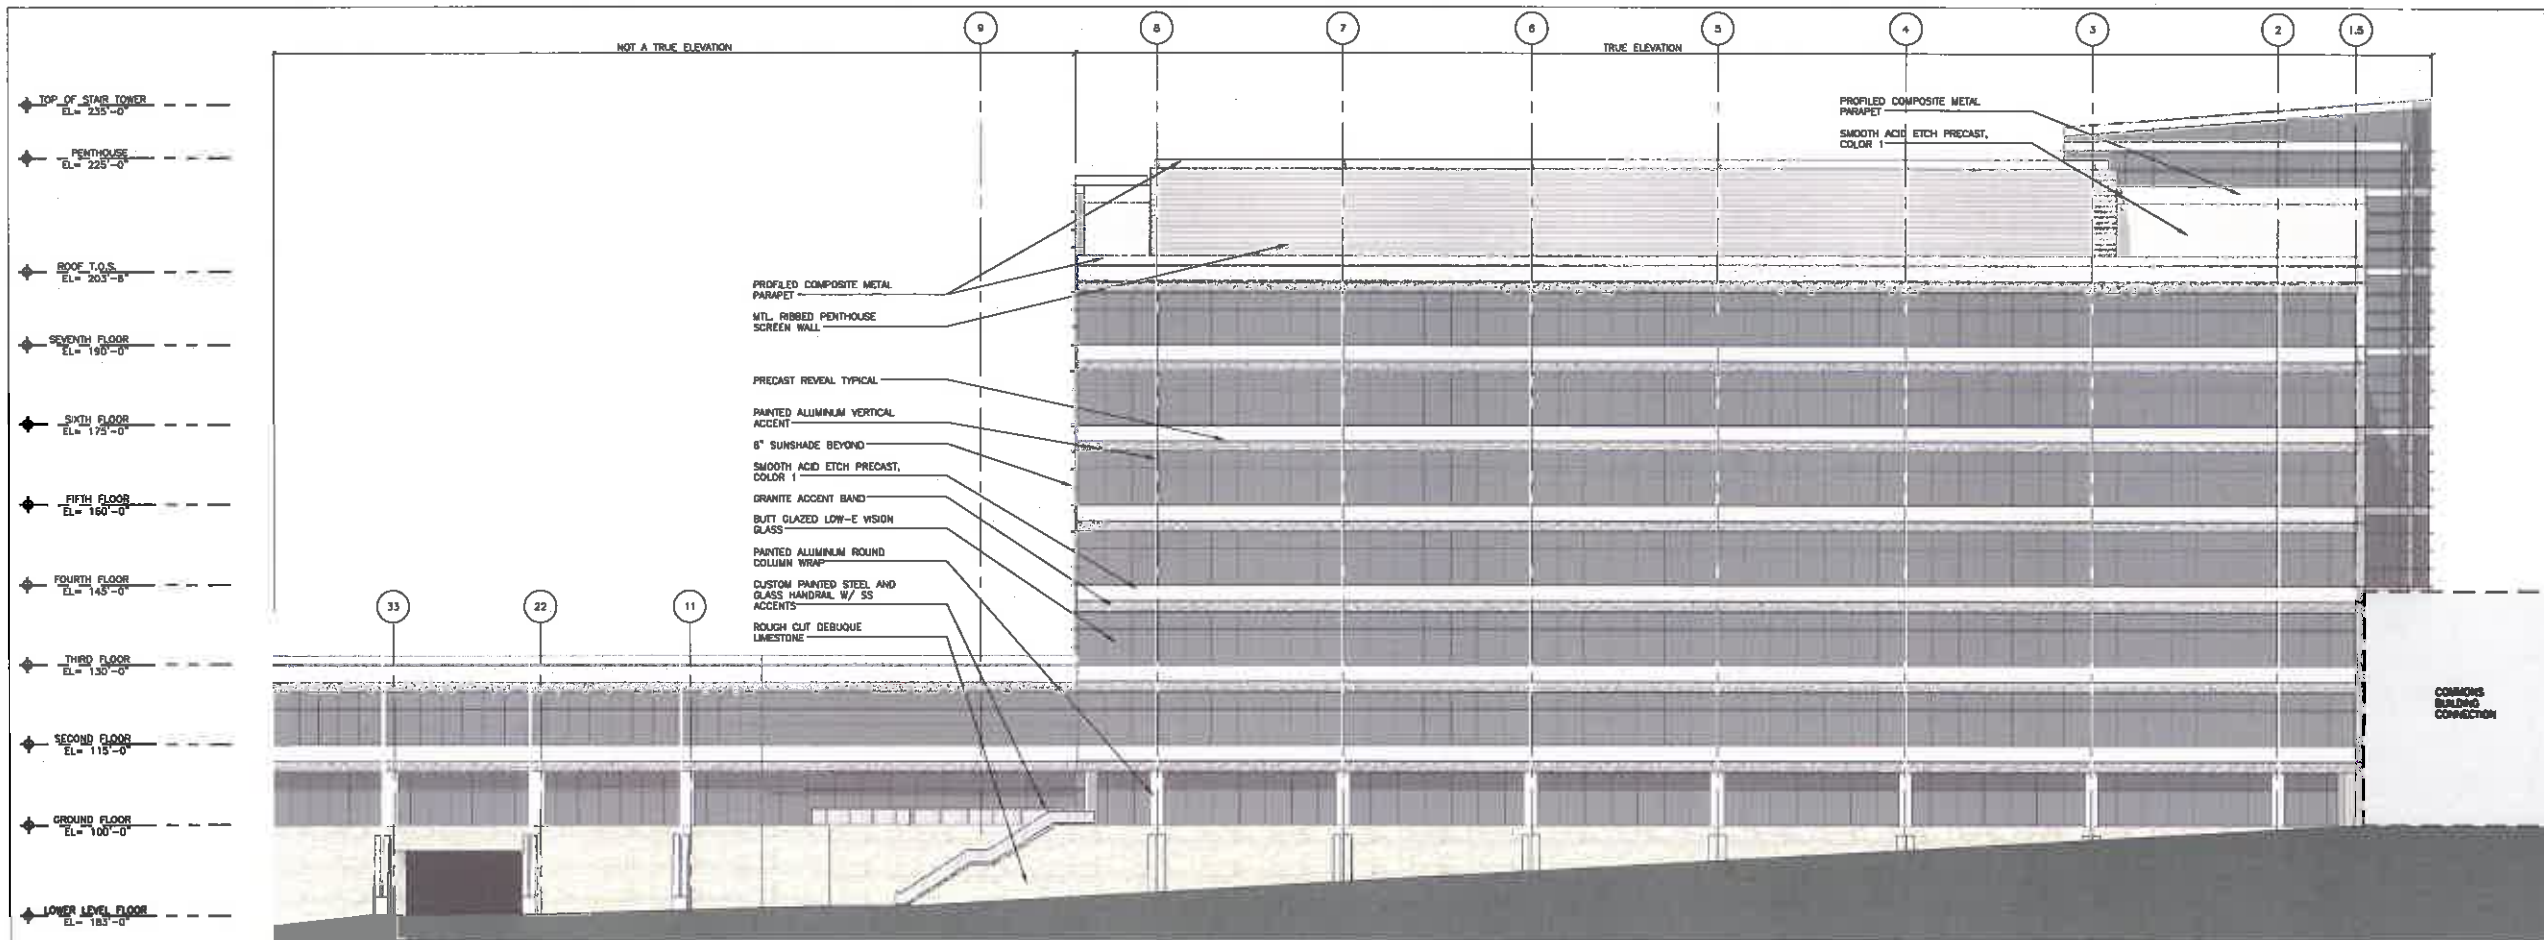 9
8
7
6
5
4
3
2
1.5
NOT A TRUE ELEVATION
TRUE ELEVATION
TOP OF STAIR TOWER
EL= 235'-0"
PENTHOUSE
EL= 225'-0"
ROOF T.O.S.
EL= 203'-8"
SEVENTH FLOOR
EL= 190'-0"
SIXTH FLOOR
EL= 175'-0"
FIFTH FLOOR
EL= 160'-0"
FOURTH FLOOR
EL= 145'-0"
THIRD FLOOR
EL= 130'-0"
SECOND FLOOR
EL= 115'-0"
GROUND FLOOR
EL= 100'-0"
LOWER LEVEL FLOOR
EL= 183'-0"
33
22
11
PROFILED COMPOSITE METAL
PARAPET
MTL. RIBBED PENTHOUSE
SCREEN WALL
PRECAST REVEAL TYPICAL
PAINTED ALUMINUM VERTICAL
ACCENT
8" SUNSHADE BEYOND
SMOOTH ACID ETCH PRECAST,
COLOR 1
GRANITE ACCENT BAND
BUTT GLAZED LOW-E VISION
GLASS
PAINTED ALUMINUM ROUND
COLUMN WRAP
CUSTOM PAINTED STEEL AND
GLASS HANDRAIL W/ SS
ACCENTS
ROUGH CUT DEBUQUE
LIMESTONE
PROFILED COMPOSITE METAL
PARAPET
SMOOTH ACID ETCH PRECAST,
COLOR 1
COMMONS
BUILDING
CONNECTION